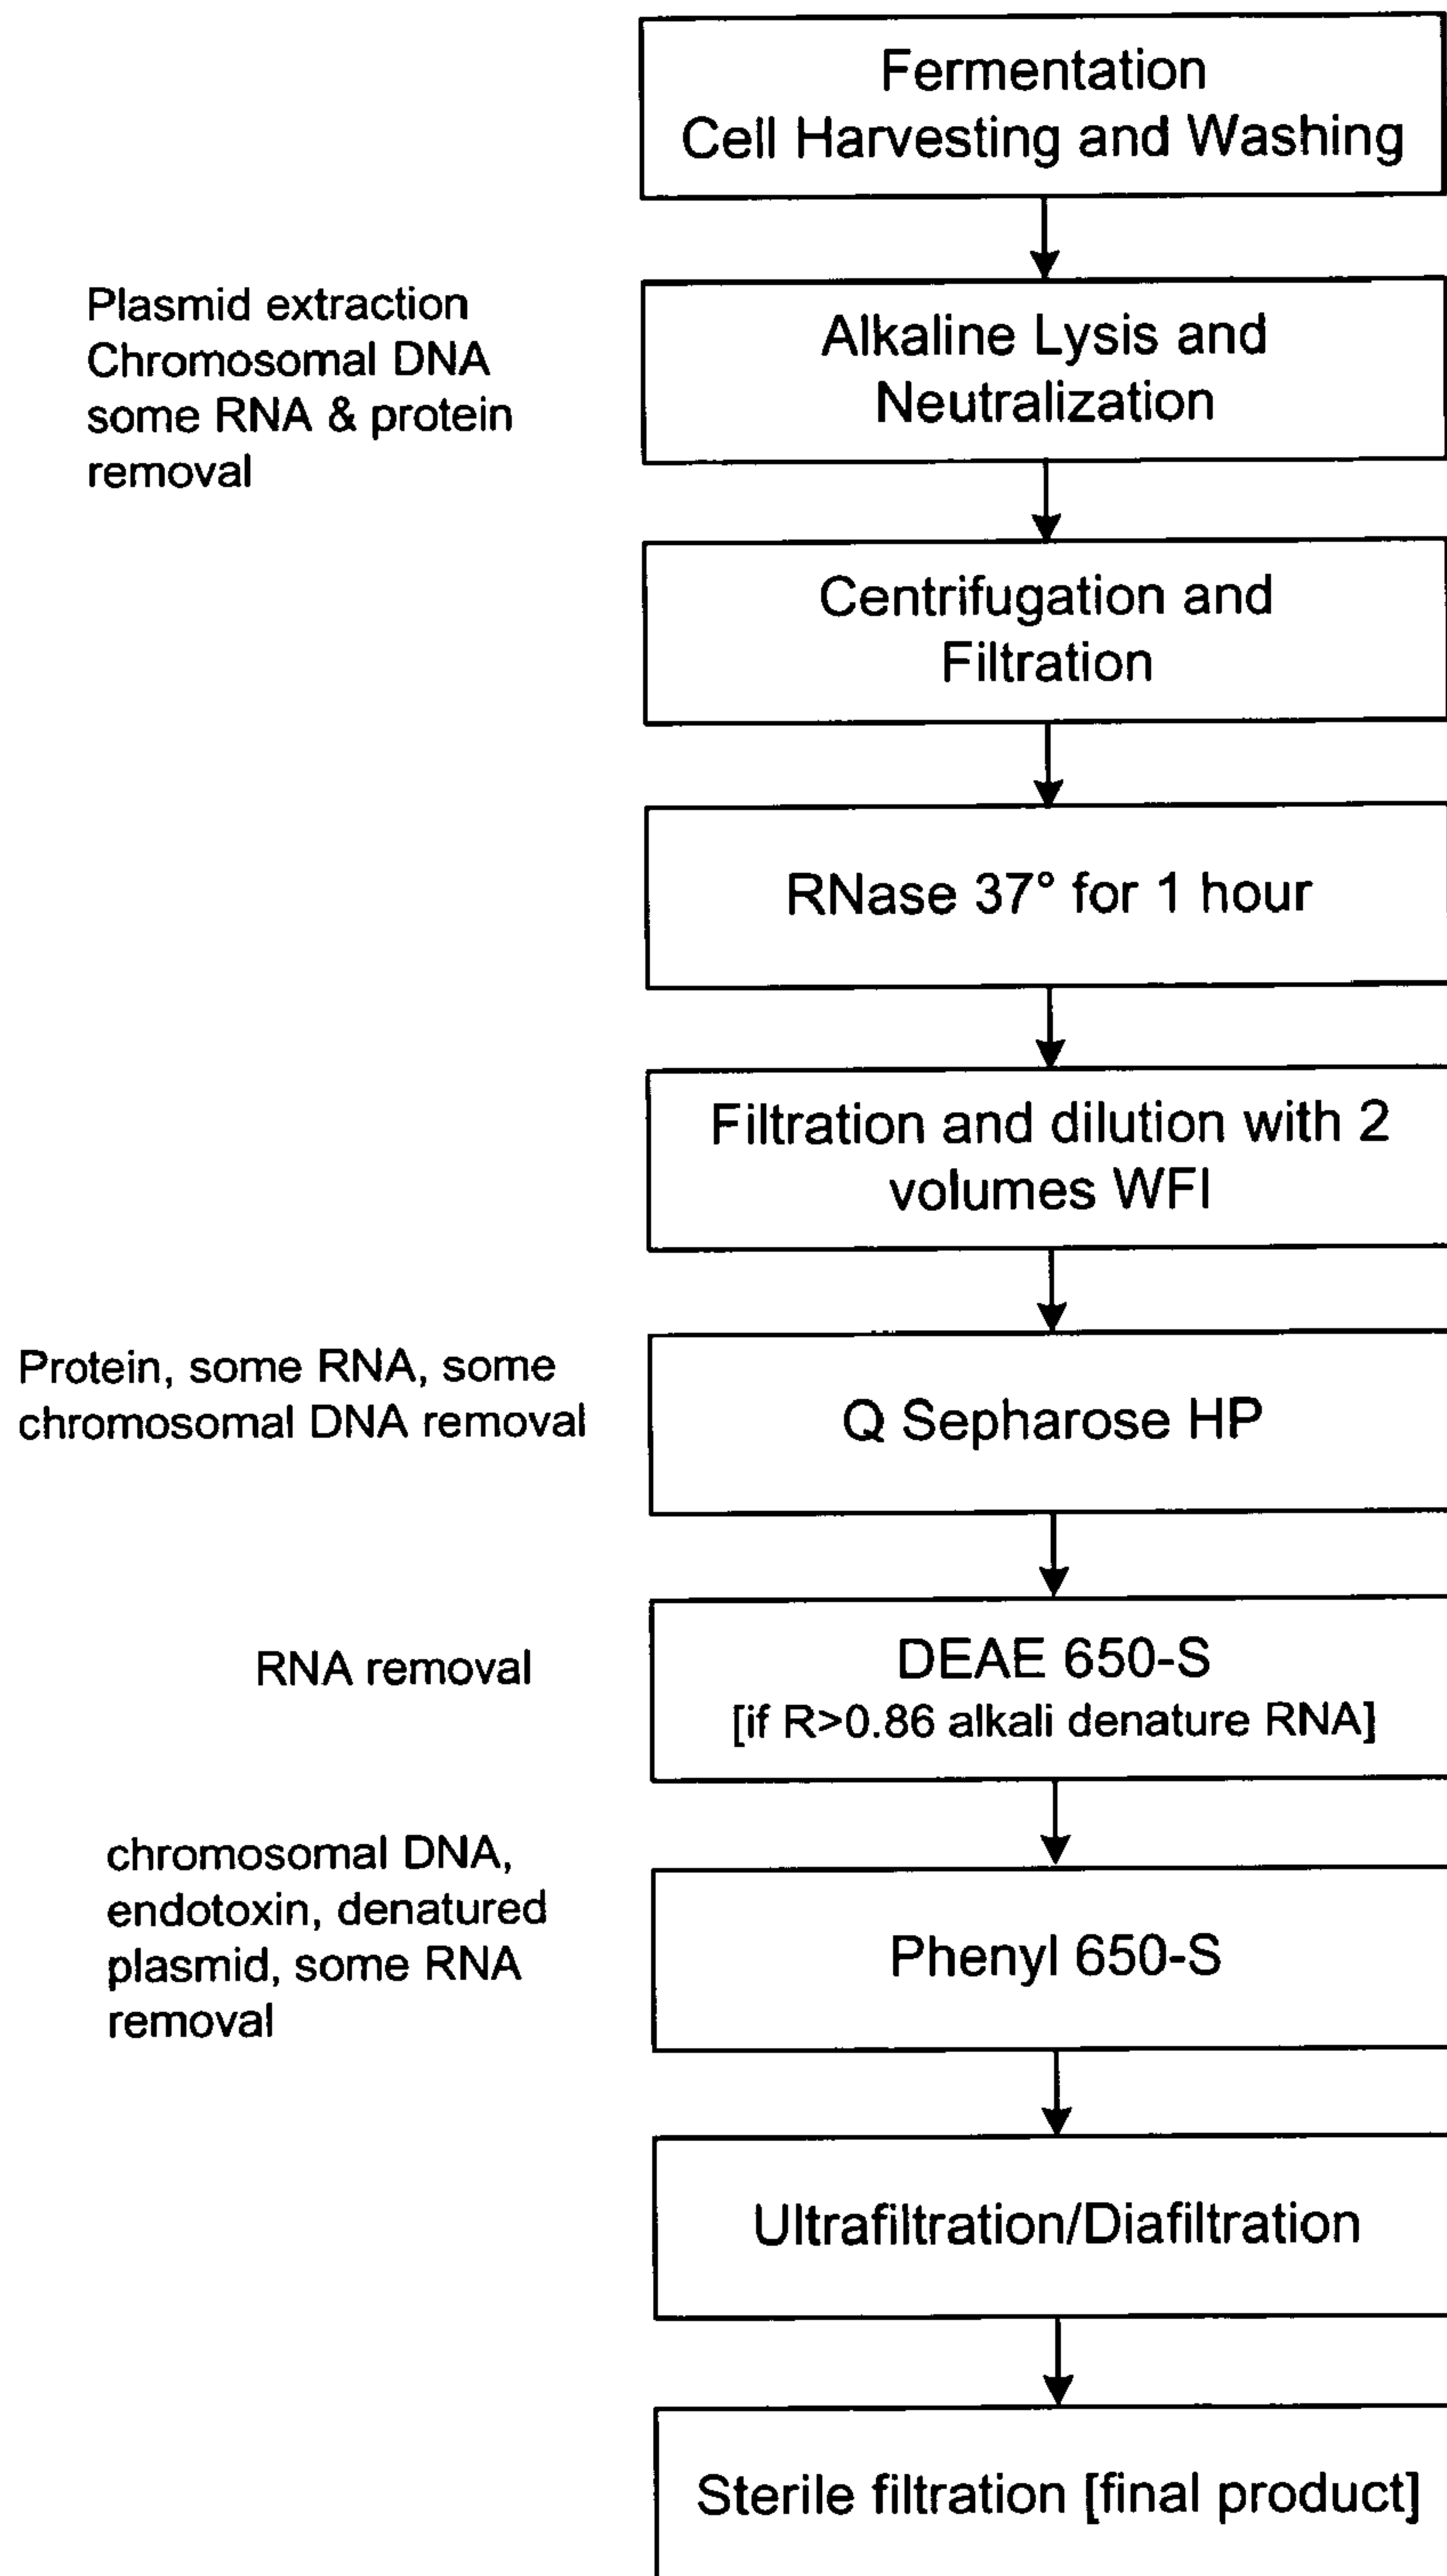 Fermentation
Cell Harvesting and Washing
Plasmid extraction
Chromosomal DNA
some RNA & protein
removal
Alkaline Lysis and
Neutralization
Centrifugation and
Filtration
RNase 37° for 1 hour
Filtration and dilution with 2
volumes WFI
Protein, some RNA, some
chromosomal DNA removal
Q Sepharose HP
RNA removal
DEAE 650-S
[if R>0.86 alkali denature RNA]
chromosomal DNA,
endotoxin, denatured
plasmid, some RNA
removal
Phenyl 650-S
Ultrafiltration/Diafiltration
Sterile filtration [final product]